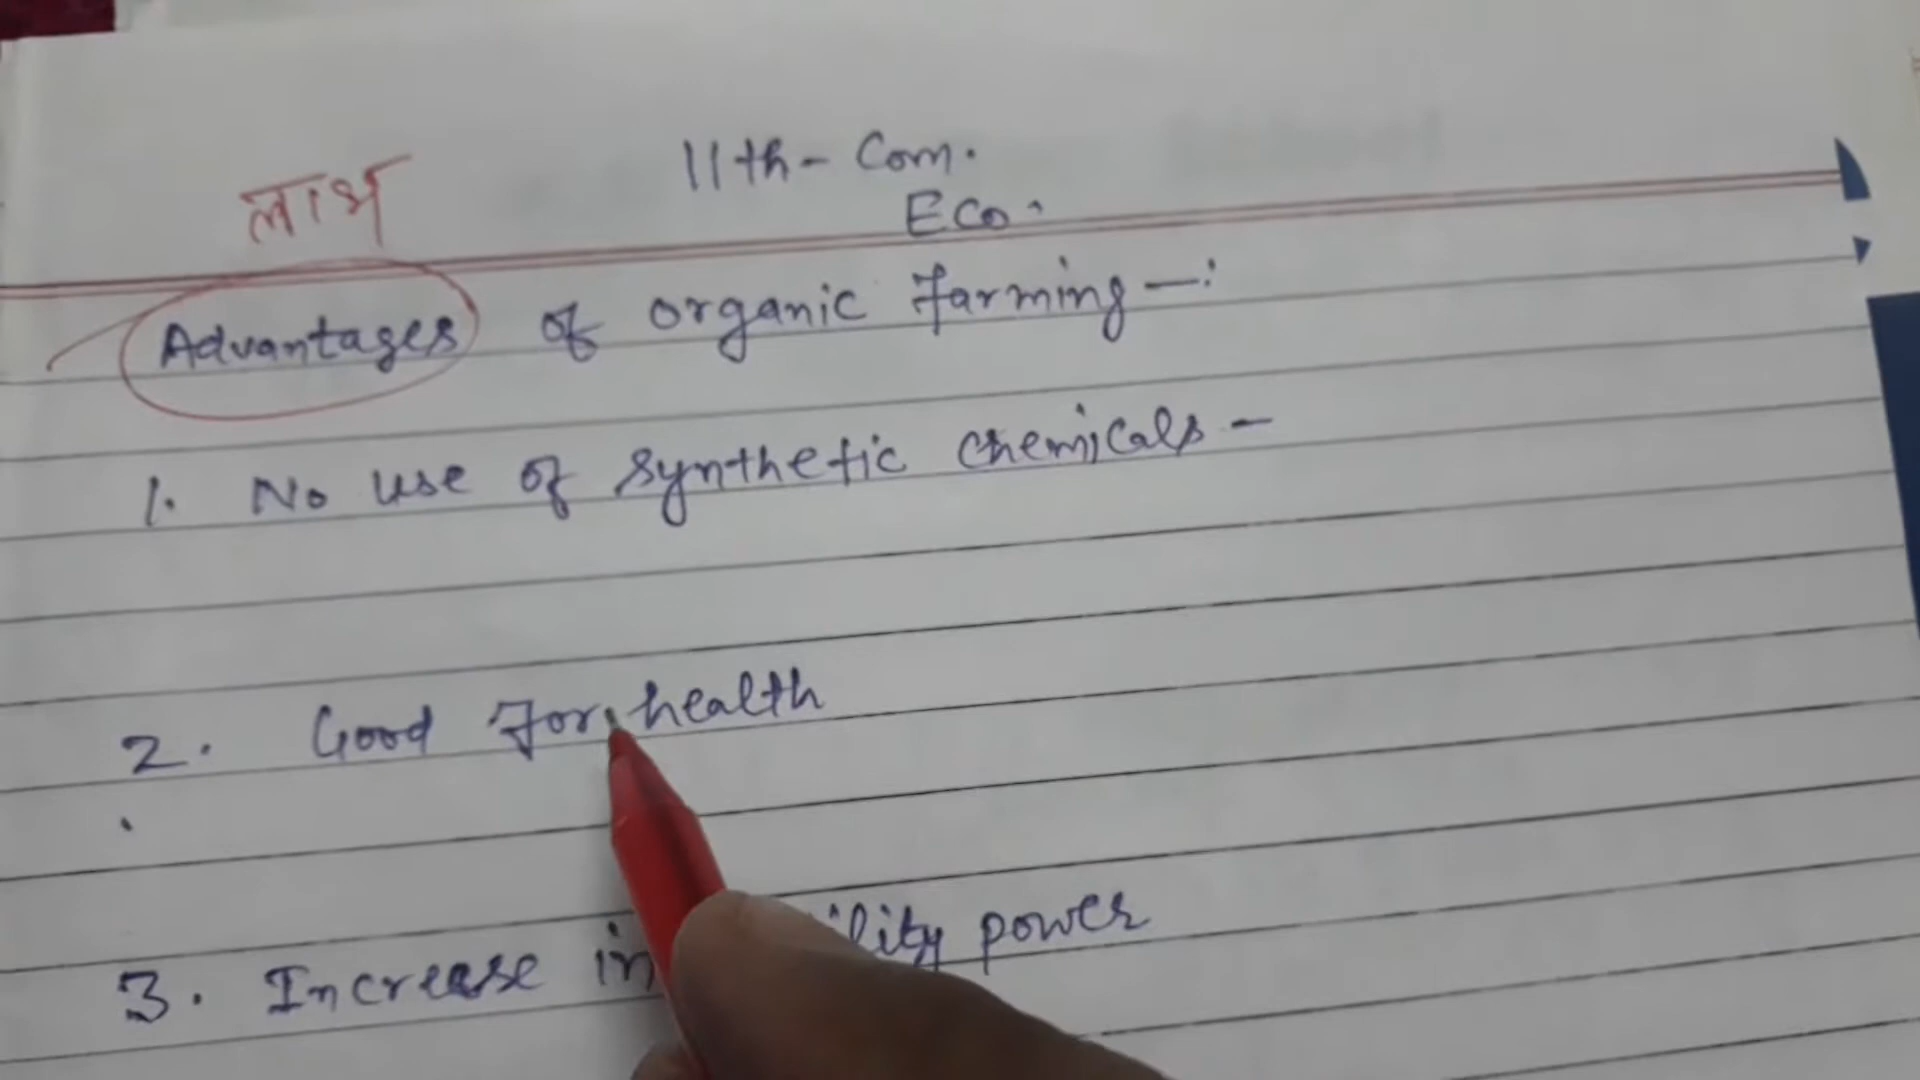 11th - Com.
Eco.
लाभ
Advantages of organic farming -:
1. No use of synthetic chemicals -
2. Good for health
3. Increase in power